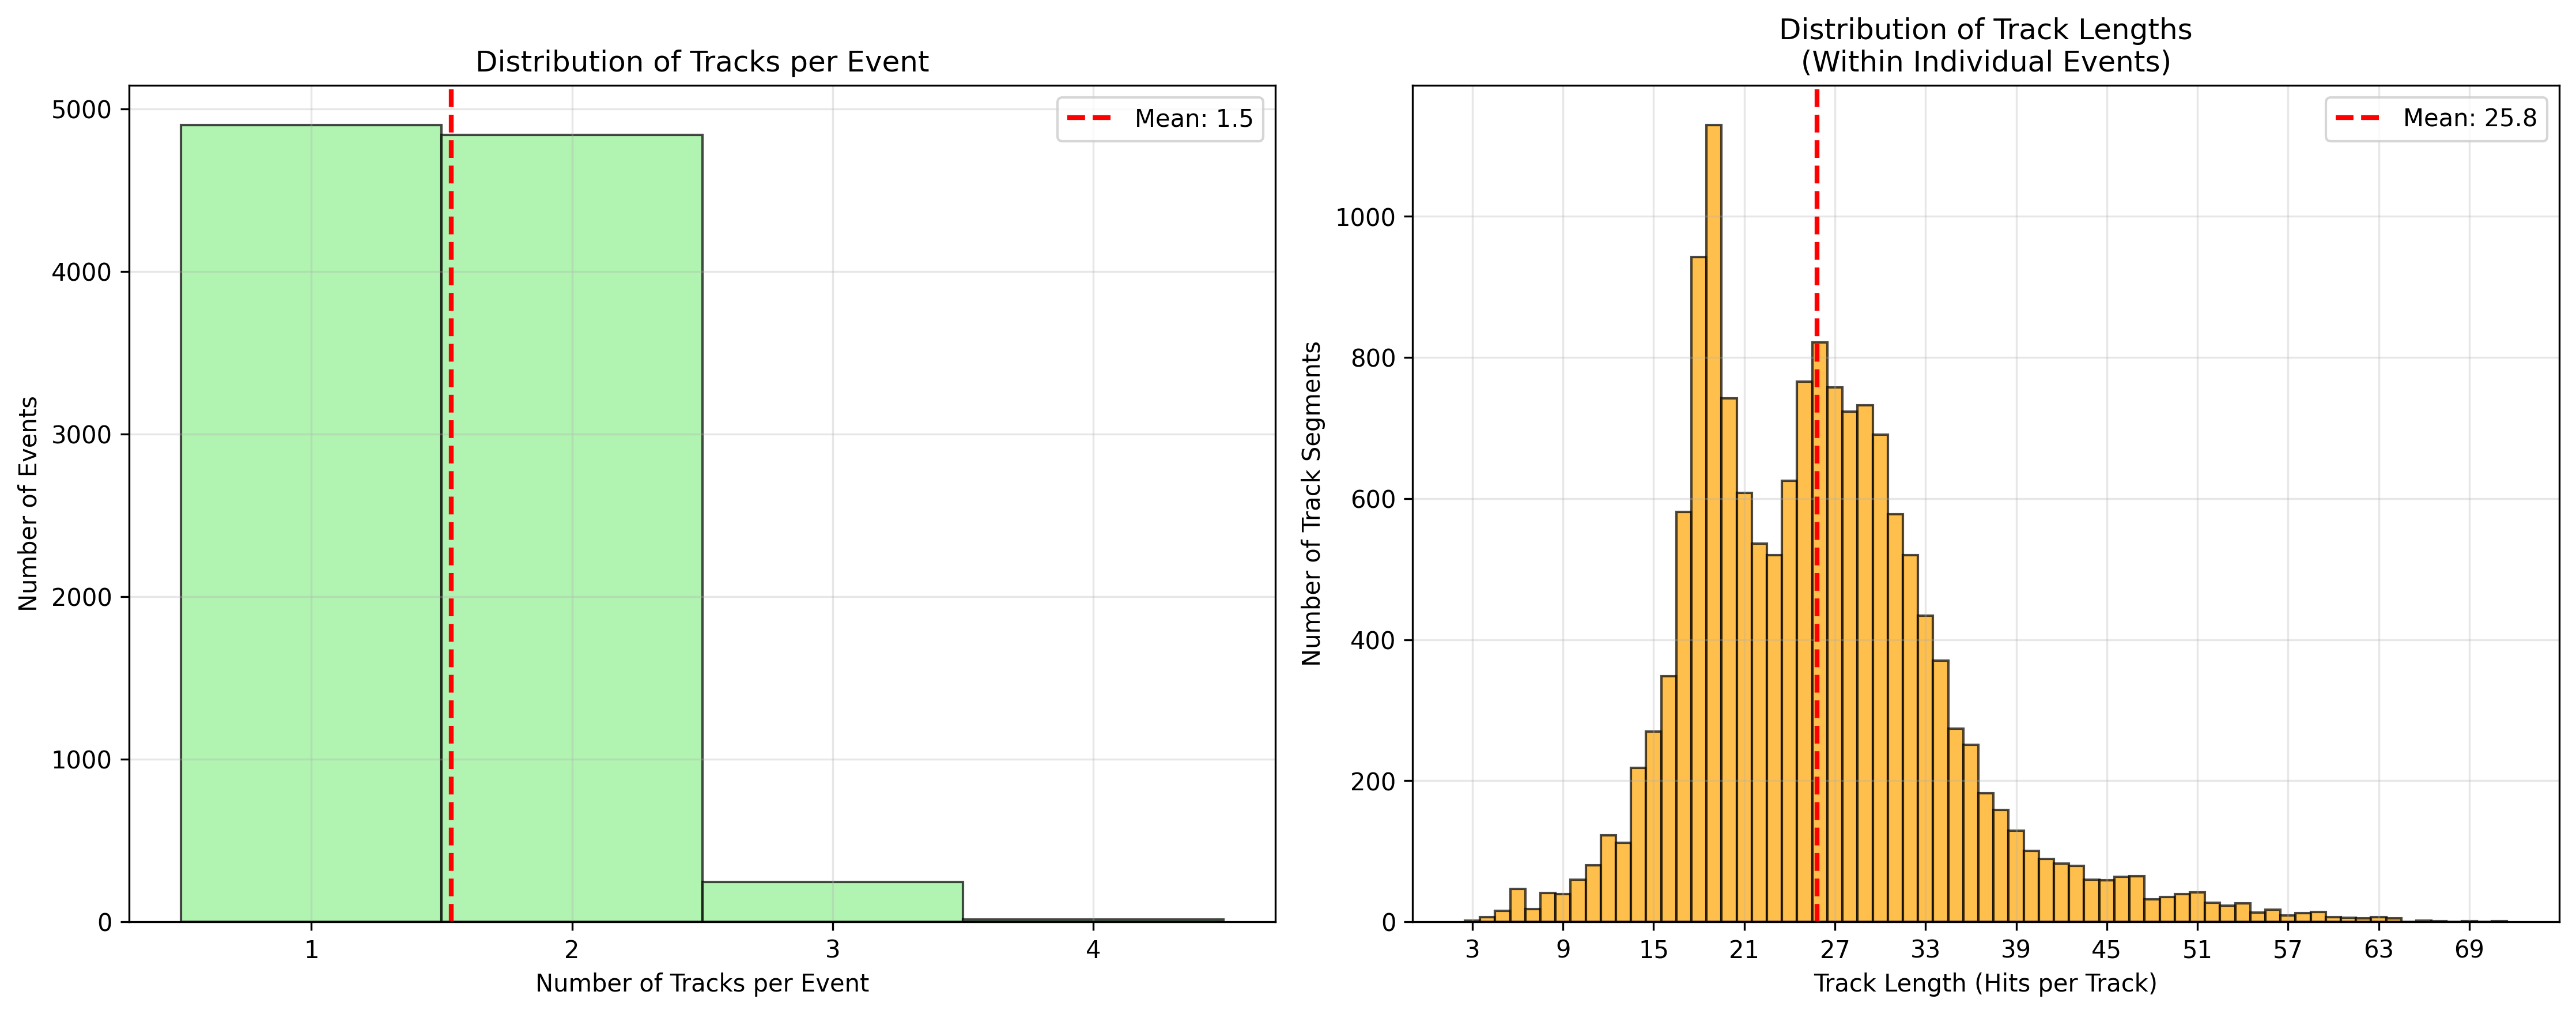 Distribution of Tracks per Event
5000
4000
3000
2000
1000
0
Number of Events
Mean: 1.5
1 2 3 4
Number of Tracks per Event
Distribution of Track Lengths
(Within Individual Events)
1000
800
600
400
200
0
Number of Track Segments
Mean: 25.8
3 9 15 21 27 33 39 45 51 57 63 69
Track Length (Hits per Track)